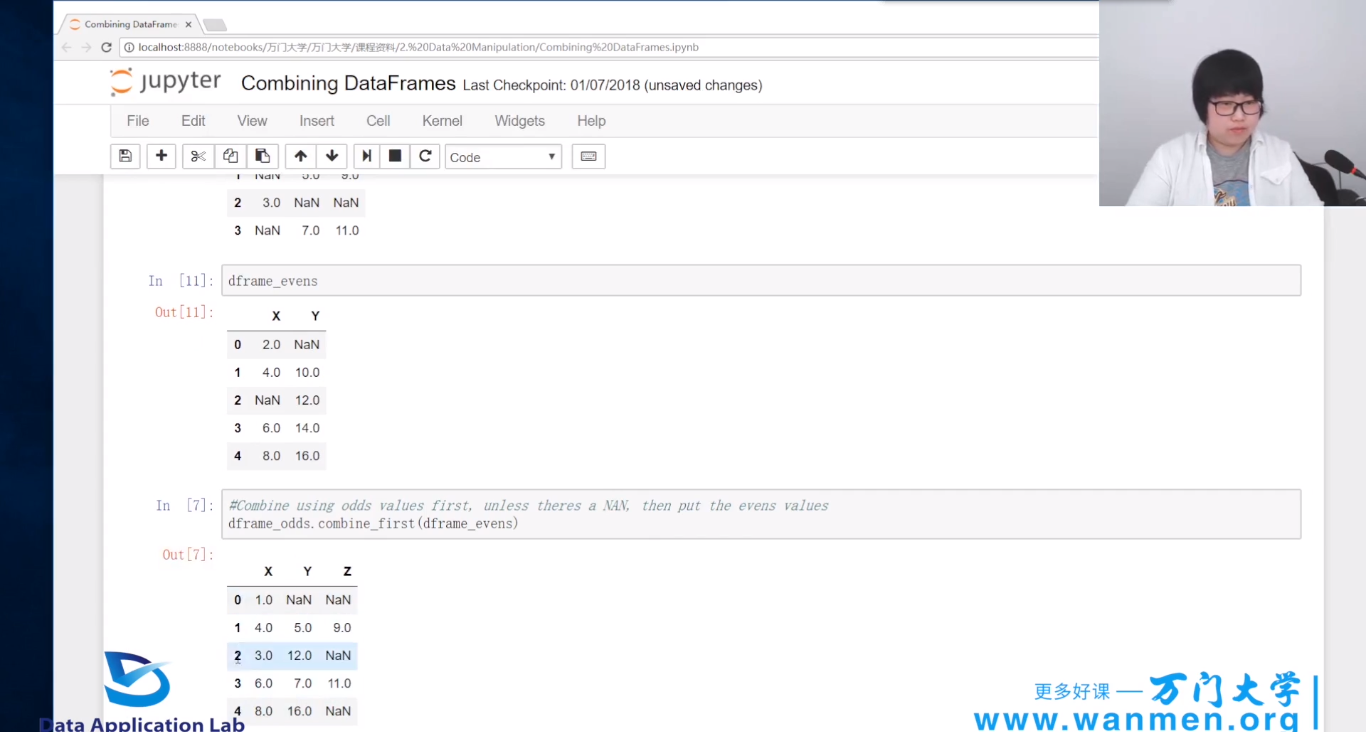 Combining DataFrame
localhost:8888/notebooks/万门大学/万门大学/课程资料/2.%20Data%20Manipulation/Combining%20DataFrames.ipynb
jupyter Combining DataFrames Last Checkpoint: 01/07/2018 (unsaved changes)
File Edit View Insert Cell Kernel Widgets Help
Code
1 NaN 5.0 9.0
2 3.0 NaN NaN
3 NaN 7.0 11.0
In [11]: dframe_evens
Out[11]:
X Y
0 2.0 NaN
1 4.0 10.0
2 NaN 12.0
3 6.0 14.0
4 8.0 16.0
In [7]: #Combine using odds values first, unless theres a NAN, then put the evens values
dframe_odds.combine_first(dframe_evens)
Out[7]:
X Y Z
0 1.0 NaN NaN
1 4.0 5.0 9.0
2 3.0 12.0 NaN
3 6.0 7.0 11.0
4 8.0 16.0 NaN
Data Application Lab
更多好课 — 万门大学
www.wanmen.org